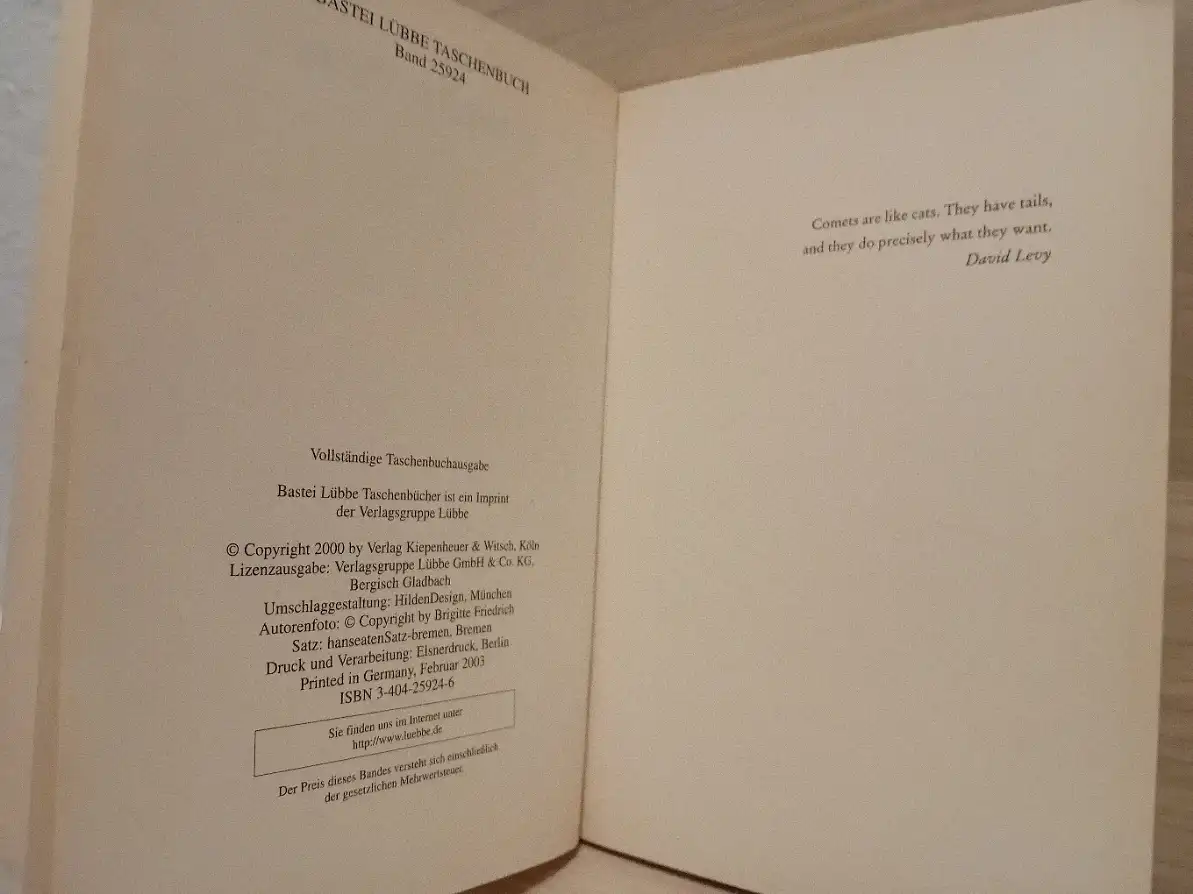 BASTEI LÜBBE TASCHENBUCH
Band 25924
Vollständige Taschenbuchausgabe
Bastei Lübbe Taschenbücher ist ein Imprint
der Verlagsgruppe Lübbe
© Copyright 2000 by Verlag Kiepenheuer & Witsch, Köln
Lizenzausgabe: Verlagsgruppe Lübbe GmbH & Co. KG,
Bergisch Gladbach
Umschlaggestaltung: HildenDesign, München
Autorenfoto: © Copyright by Brigitte Friedrich
Satz: hanseatenSatz-bremen, Bremen
Druck und Verarbeitung: Elsnerdruck, Berlin
Printed in Germany, Februar 2003
ISBN 3-404-25924-6
Sie finden uns im Internet unter
http://www.luebbe.de
Der Preis dieses Bandes versteht sich einschließlich
der gesetzlichen Mehrwertsteuer.
Comets are like cats. They have tails,
and they do precisely what they want.
David Levy